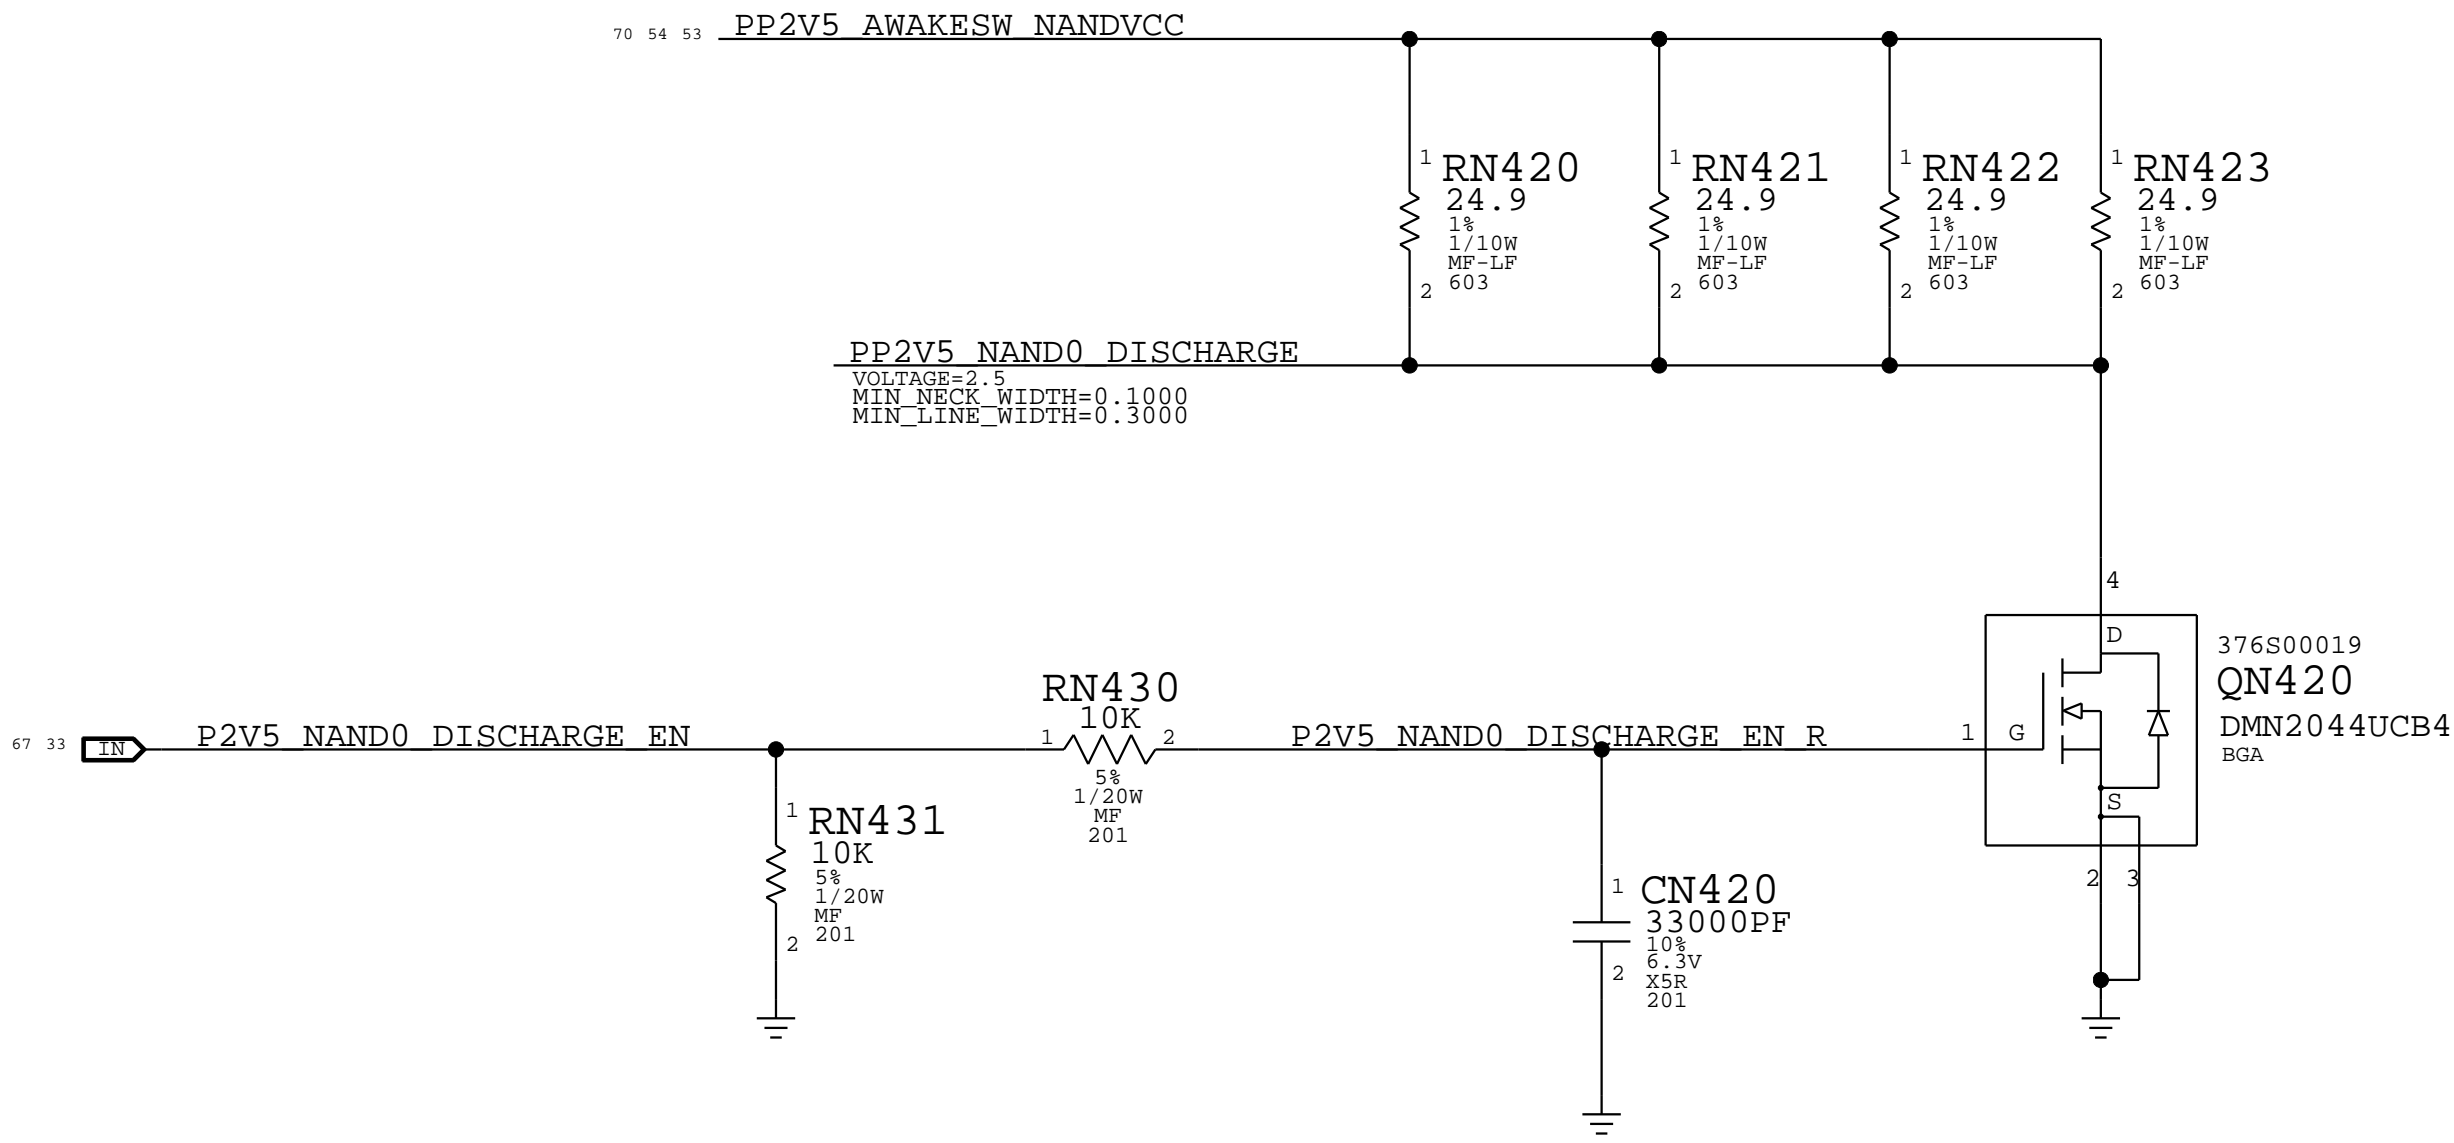 70 54 53 PP2V5_AWAKESW_NANDVCC
1 RN420
24.9
1%
1/10W
MF-LF
603
2
1 RN421
24.9
1%
1/10W
MF-LF
603
2
1 RN422
24.9
1%
1/10W
MF-LF
603
2
1 RN423
24.9
1%
1/10W
MF-LF
603
2
PP2V5_NAND0_DISCHARGE
VOLTAGE=2.5
MIN_NECK_WIDTH=0.1000
MIN_LINE_WIDTH=0.3000
67 33 IN P2V5_NAND0_DISCHARGE_EN
RN430
10K
1 2
5%
1/20W
MF
201
P2V5_NAND0_DISCHARGE_EN_R
1 RN431
10K
5%
1/20W
MF
201
2
1 CN420
33000PF
10%
6.3V
X5R
201
2
4
D
1 G
S
2 3
376S00019
QN420
DMN2044UCB4
BGA